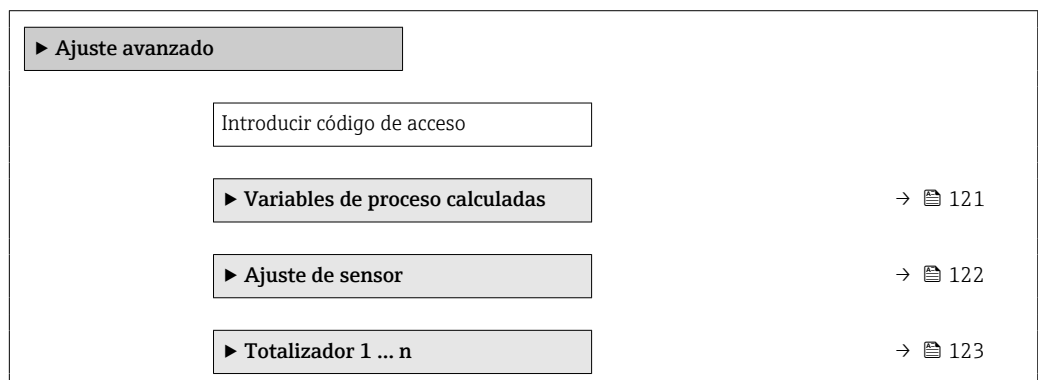 ▶ Ajuste avanzado
Introducir código de acceso
▶ Variables de proceso calculadas → 121
▶ Ajuste de sensor → 122
▶ Totalizador 1 ... n → 123